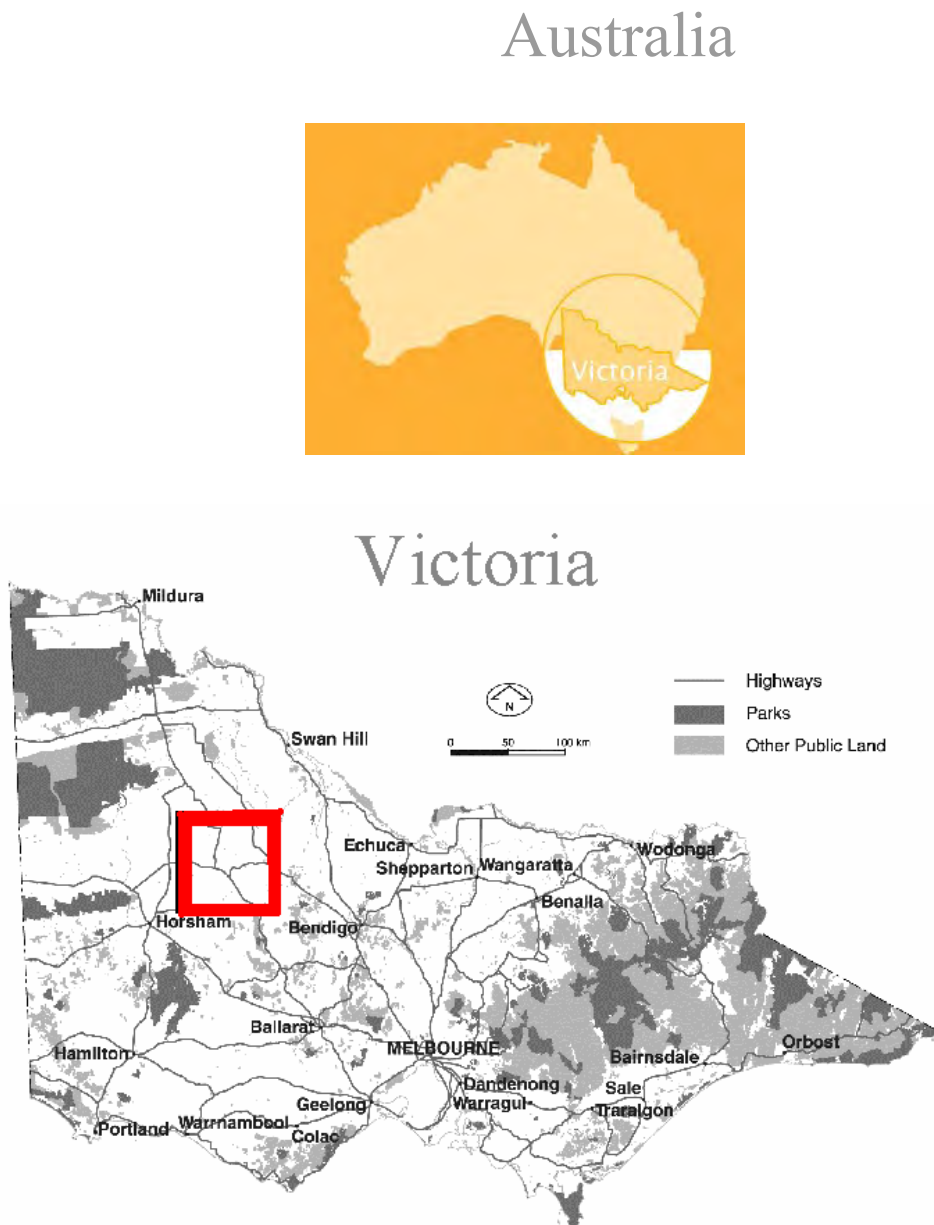 Australia
Victoria
Victoria
Mildura
Highways
Parks
Other Public Land
N
0 50 100 km
Swan Hill
Echuca
Shepparton
Wangaratta
Wodonga
Benalla
Horsham
Bendigo
Ballarat
MELBOURNE
Hamilton
Bairnsdale
Orbost
Dandenong
Sale
Geelong
Warragul
Traralgon
Portland
Warrnambool
Colac